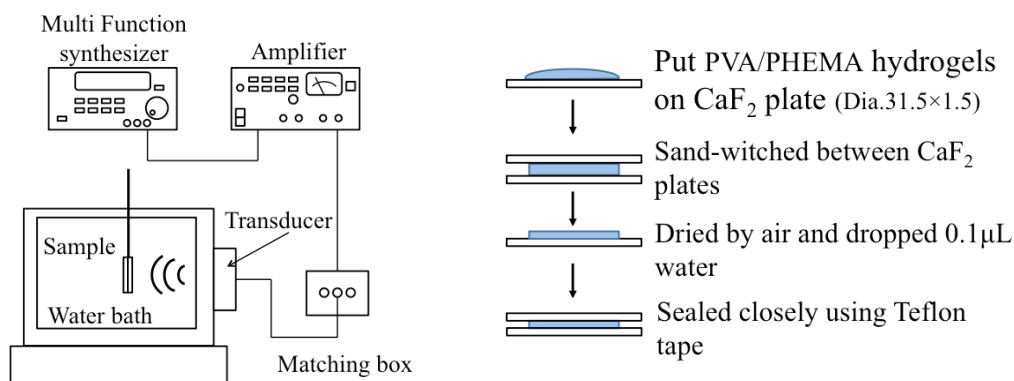 Multi Function
synthesizer
Amplifier
Transducer
Sample
Water bath
Matching box
Put PVA/PHEMA hydrogels
on CaF₂ plate (Dia.31.5×1.5)
Sand-witched between CaF₂
plates
Dried by air and dropped 0.1μL
water
Sealed closely using Teflon
tape